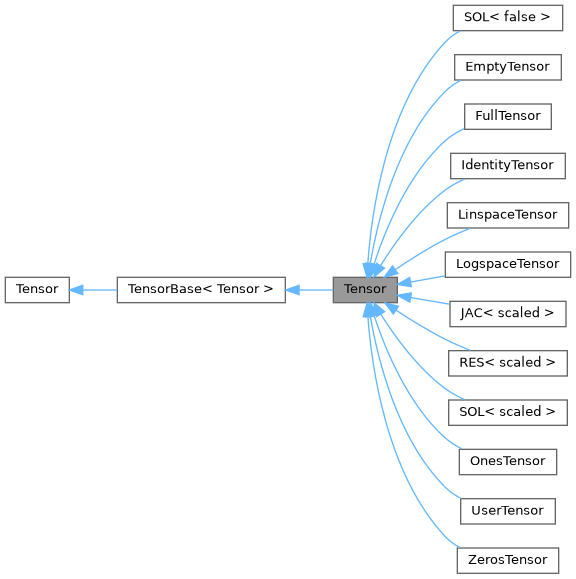 SOL< false >
EmptyTensor
FullTensor
IdentityTensor
LinspaceTensor
LogspaceTensor
Tensor
TensorBase< Tensor >
Tensor
JAC< scaled >
RES< scaled >
SOL< scaled >
OnesTensor
UserTensor
ZerosTensor